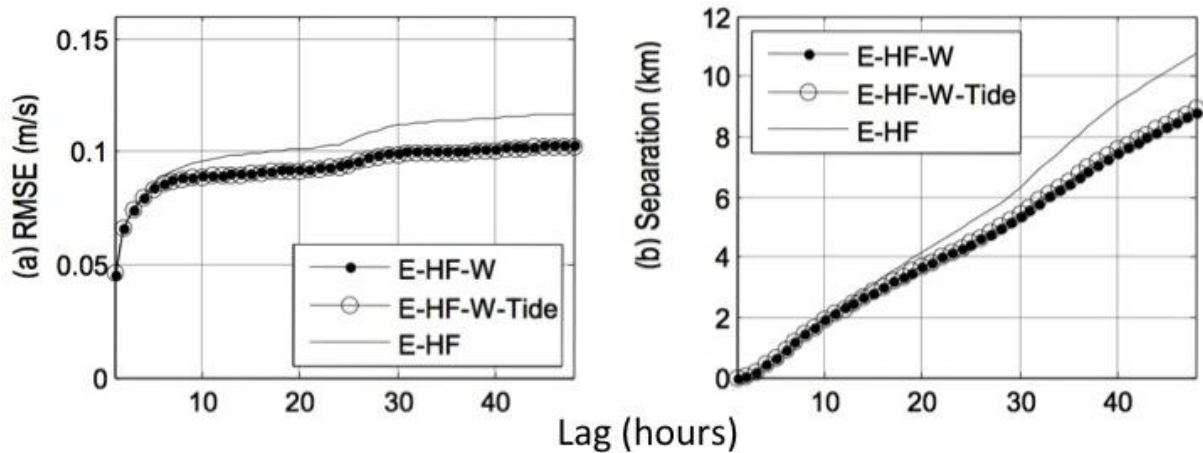 (a) RMSE (m/s)
0.15
0.1
0.05
0
10
20
30
40
E-HF-W
E-HF-W-Tide
E-HF
(b) Separation (km)
12
10
8
6
4
2
0
10
20
30
40
E-HF-W
E-HF-W-Tide
E-HF
Lag (hours)